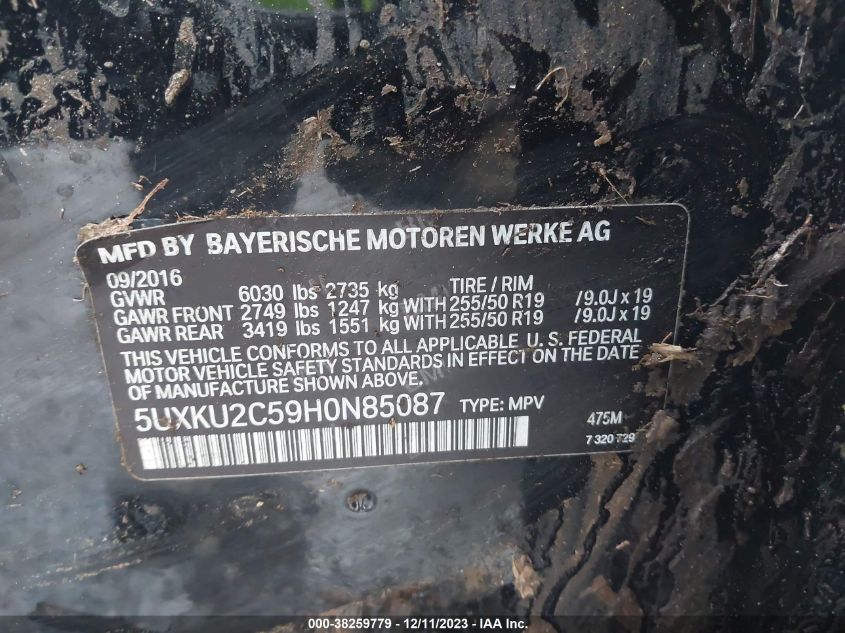 MFD BY BAYERISCHE MOTOREN WERKE AG
09/2016 TIRE / RIM
GVWR 6030 lbs 2735 kg
GAWR FRONT 2749 lbs 1247 kg WITH 255/50 R19 /9.0J x 19
GAWR REAR 3419 lbs 1551 kg WITH 255/50 R19 /9.0J x 19
THIS VEHICLE CONFORMS TO ALL APPLICABLE U.S. FEDERAL
MOTOR VEHICLE SAFETY STANDARDS IN EFFECT ON THE DATE
OF MANUFACTURE SHOWN ABOVE.
5UXKU2C59H0N85087 TYPE: MPV 475M
7 320 729
000-38259779 - 12/11/2023 - IAA Inc.